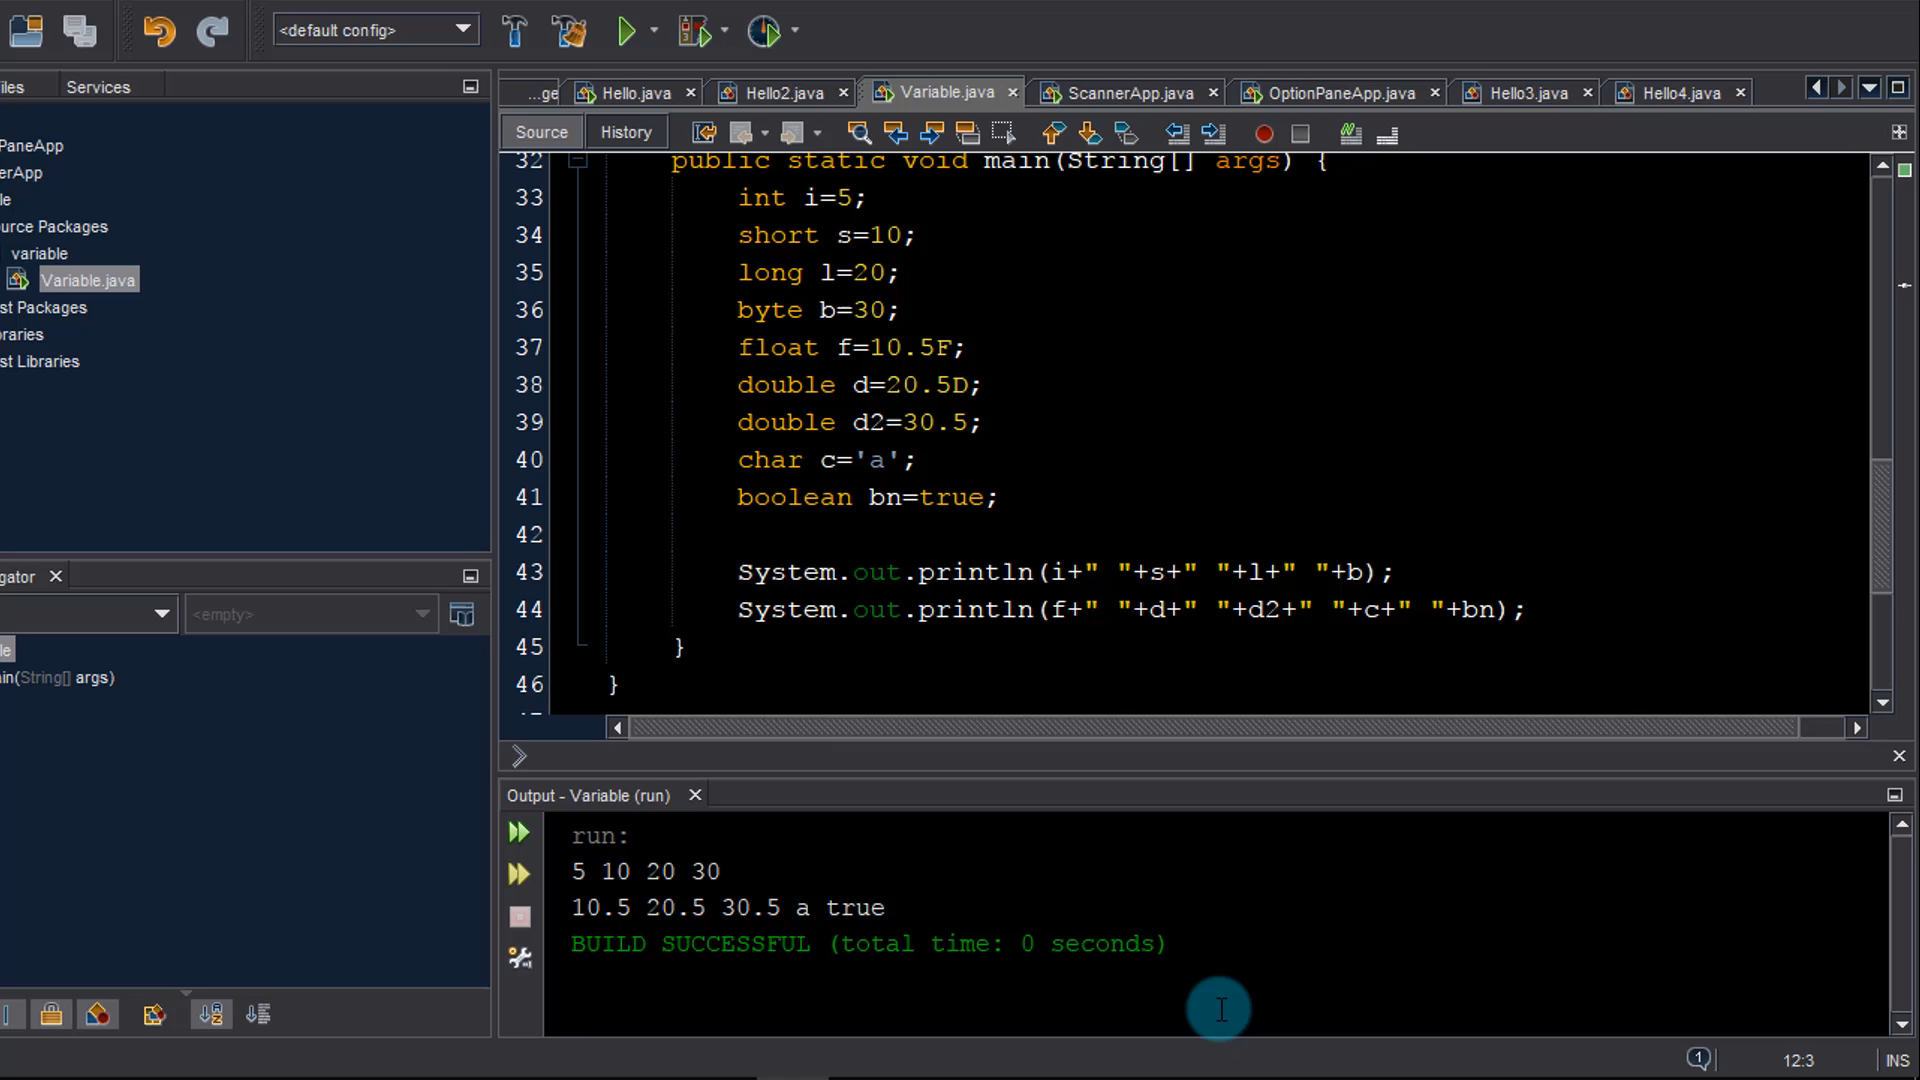 <default config>
iles Services
...ge Hello.java Hello2.java Variable.java ScannerApp.java OptionPaneApp.java Hello3.java Hello4.java
Source History
PaneApp
erApp
le
urce Packages
variable
Variable.java
st Packages
raries
st Libraries
32 public static void main(String[] args) {
33 int i=5;
34 short s=10;
35 long l=20;
36 byte b=30;
37 float f=10.5F;
38 double d=20.5D;
39 double d2=30.5;
40 char c='a';
41 boolean bn=true;
42
43 System.out.println(i+" "+s+" "+l+" "+b);
44 System.out.println(f+" "+d+" "+d2+" "+c+" "+bn);
45 }
46 }
gator
<empty>
le
in(String[] args)
Output - Variable (run)
run:
5 10 20 30
10.5 20.5 30.5 a true
BUILD SUCCESSFUL (total time: 0 seconds)
1 12:3 INS